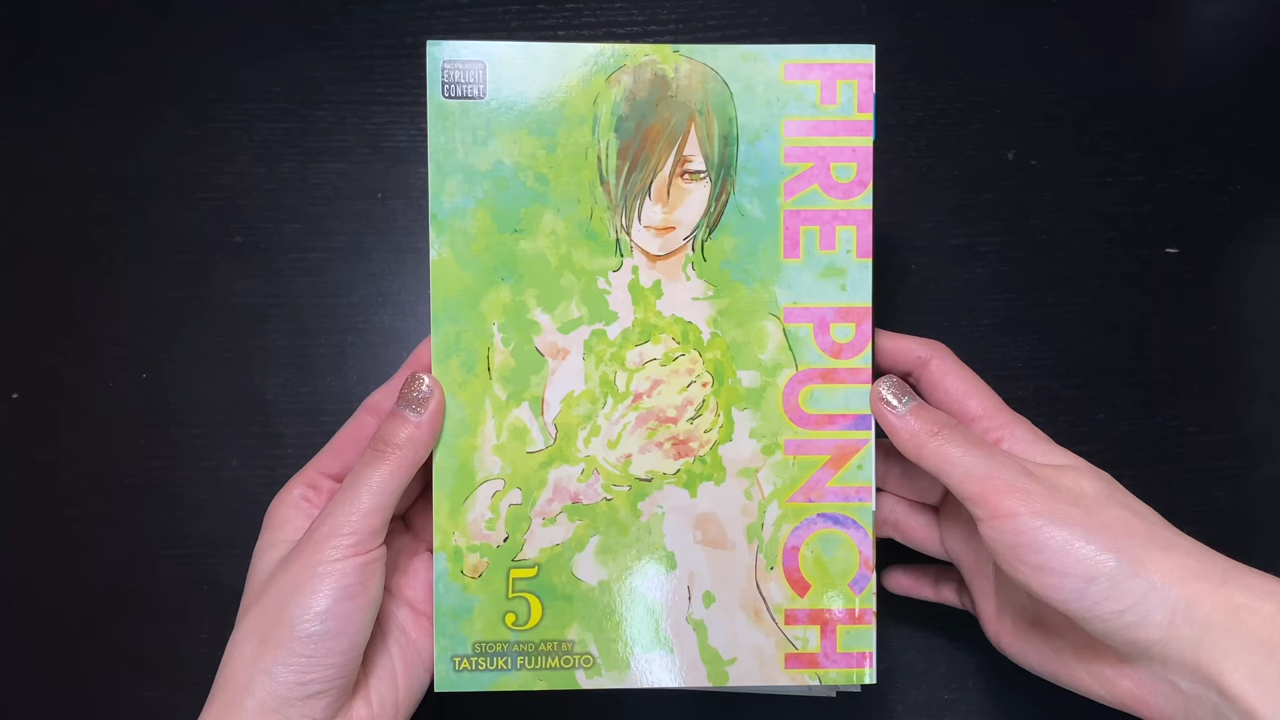 EXPLICIT
CONTENT
FIRE PUNCH
5
STORY AND ART BY
TATSUKI FUJIMOTO